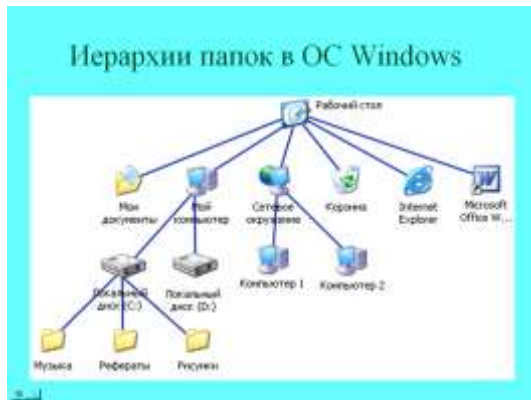 Иерархии папок в ОС Windows
Рабочий стол
Мои документы
Мой компьютер
Сетевое окружение
Корзина
Internet Explorer
Microsoft Office W...
Локальный диск (C:)
Локальный диск (D:)
Компьютер 1
Компьютер 2
Музыка
Рефераты
Рисунки